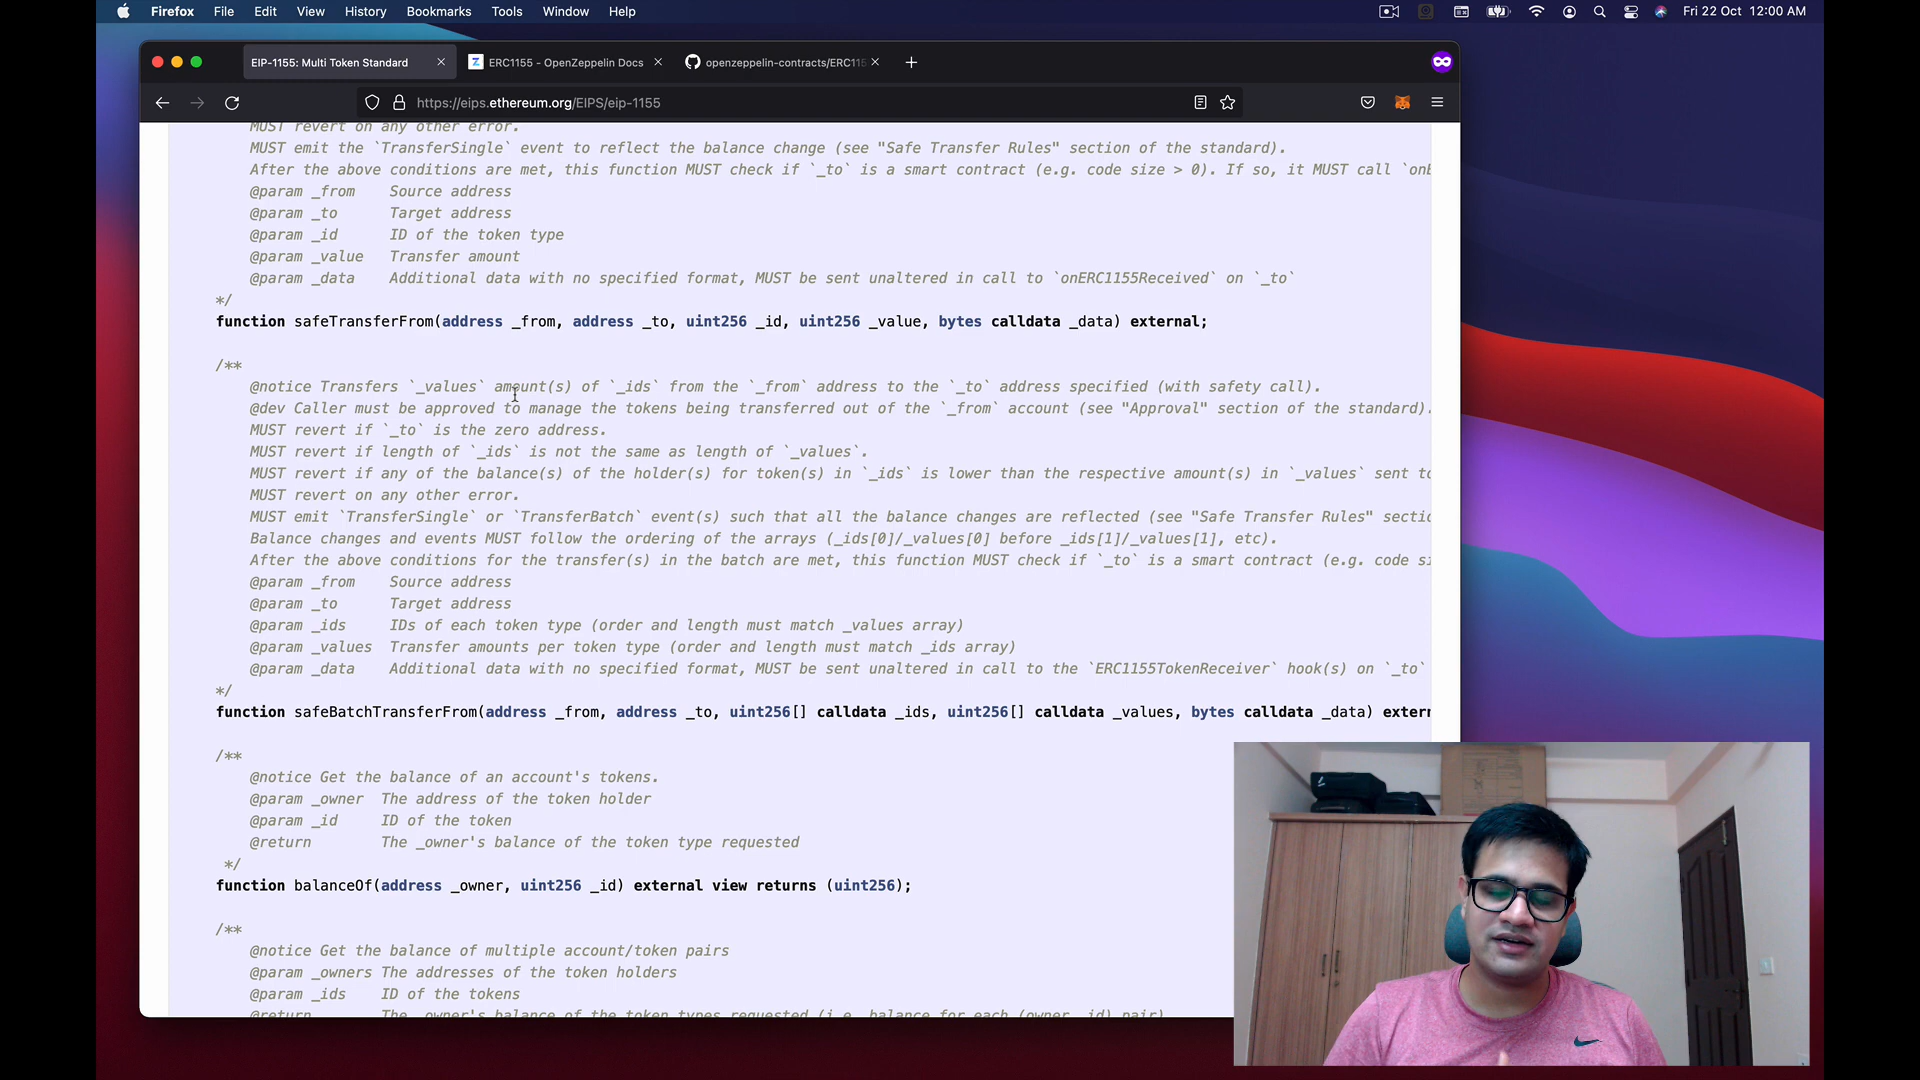 Firefox File Edit View History Bookmarks Tools Window Help
Fri 22 Oct 12:00 AM
EIP-1155: Multi Token Standard
ERC1155 - OpenZeppelin Docs
openzeppelin-contracts/ERC115
https://eips.ethereum.org/EIPS/eip-1155
MUST revert on any other error.
MUST emit the `TransferSingle` event to reflect the balance change (see "Safe Transfer Rules" section of the standard).
After the above conditions are met, this function MUST check if `_to` is a smart contract (e.g. code size > 0). If so, it MUST call `on
@param _from Source address
@param _to Target address
@param _id ID of the token type
@param _value Transfer amount
@param _data Additional data with no specified format, MUST be sent unaltered in call to `onERC1155Received` on `_to`
*/
function safeTransferFrom(address _from, address _to, uint256 _id, uint256 _value, bytes calldata _data) external;
/**
@notice Transfers `_values` amount(s) of `_ids` from the `_from` address to the `_to` address specified (with safety call).
@dev Caller must be approved to manage the tokens being transferred out of the `_from` account (see "Approval" section of the standard).
MUST revert if `_to` is the zero address.
MUST revert if length of `_ids` is not the same as length of `_values`.
MUST revert if any of the balance(s) of the holder(s) for token(s) in `_ids` is lower than the respective amount(s) in `_values` sent to
MUST revert on any other error.
MUST emit `TransferSingle` or `TransferBatch` event(s) such that all the balance changes are reflected (see "Safe Transfer Rules" secti
Balance changes and events MUST follow the ordering of the arrays (_ids[0]/_values[0] before _ids[1]/_values[1], etc).
After the above conditions for the transfer(s) in the batch are met, this function MUST check if `_to` is a smart contract (e.g. code s
@param _from Source address
@param _to Target address
@param _ids IDs of each token type (order and length must match _values array)
@param _values Transfer amounts per token type (order and length must match _ids array)
@param _data Additional data with no specified format, MUST be sent unaltered in call to the `ERC1155TokenReceiver` hook(s) on `_to`
*/
function safeBatchTransferFrom(address _from, address _to, uint256[] calldata _ids, uint256[] calldata _values, bytes calldata _data) extern
/**
@notice Get the balance of an account's tokens.
@param _owner The address of the token holder
@param _id ID of the token
@return The _owner's balance of the token type requested
*/
function balanceOf(address _owner, uint256 _id) external view returns (uint256);
/**
@notice Get the balance of multiple account/token pairs
@param _owners The addresses of the token holders
@param _ids ID of the tokens
@return The _owner's balance of the token types requested (i.e. balance for each (owner, id) pair)